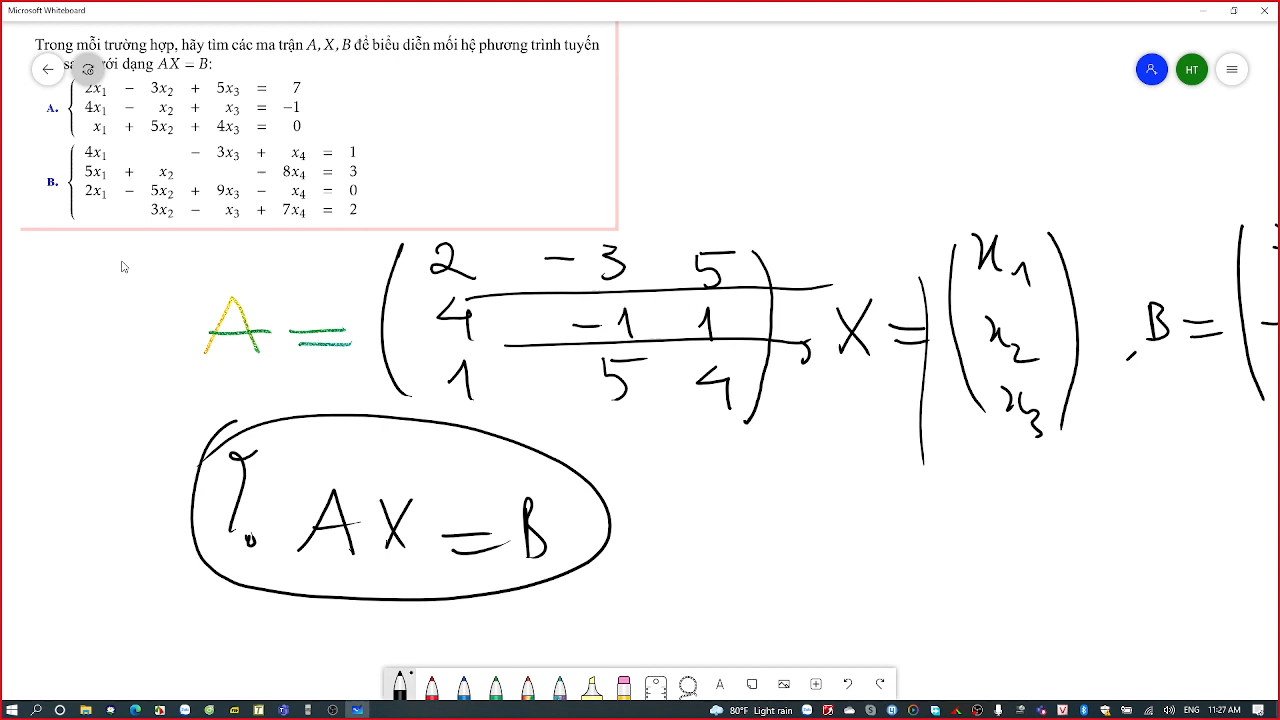 Microsoft Whiteboard
Trong mỗi trường hợp, hãy tìm các ma trận A, X, B để biểu diễn mối hệ phương trình tuyến
với dạng AX = B:
HT
A.
2x₁ − 3x₂ + 5x₃ = 7
4x₁ − x₂ + x₃ = −1
x₁ + 5x₂ + 4x₃ = 0
B.
4x₁ − 3x₃ + x₄ = 1
5x₁ + x₂ − 8x₄ = 3
2x₁ − 5x₂ + 9x₃ − x₄ = 0
3x₂ − x₃ + 7x₄ = 2
2 −3 5 x₁
A = 4 −1 1 , X = x₂ , B =
1 5 4 x₃
? AX = B
A
80°F Light rain
ENG 11:27 AM